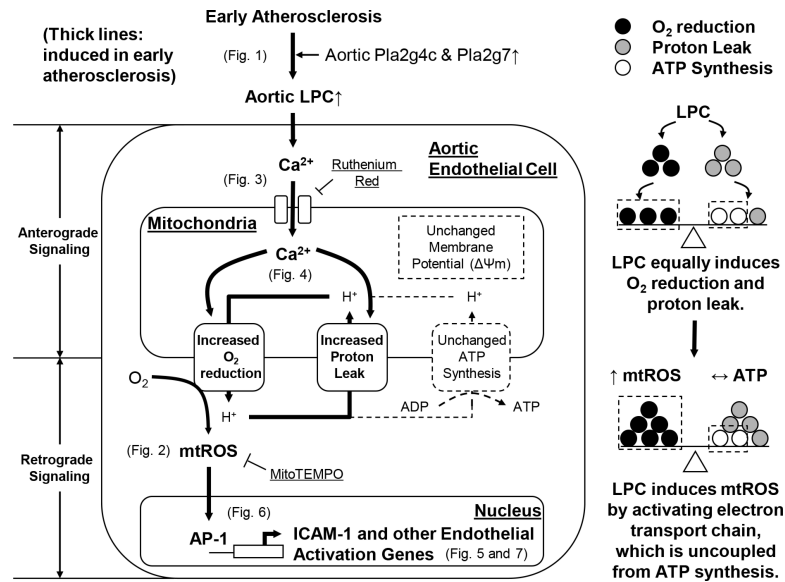 Early Atherosclerosis
(Thick lines:
induced in early
atherosclerosis)
(Fig. 1)
Aortic Pla2g4c & Pla2g7↑
Aortic LPC↑
Anterograde
Signaling
Retrograde
Signaling
Aortic
Endothelial Cell
Ca²⁺
Ruthenium
Red
(Fig. 3)
Mitochondria
Unchanged
Membrane
Potential (ΔΨm)
Ca²⁺
(Fig. 4)
H⁺
H⁺
Increased
O₂
reduction
Increased
Proton
Leak
Unchanged
ATP
Synthesis
O₂
H⁺
ADP
ATP
(Fig. 2)
mtROS
MitoTEMPO
Nucleus
(Fig. 6)
AP-1
ICAM-1 and other Endothelial
Activation Genes (Fig. 5 and 7)
O₂ reduction
Proton Leak
ATP Synthesis
LPC
LPC equally induces
O₂ reduction and
proton leak.
↑ mtROS
↔ ATP
LPC induces mtROS
by activating electron
transport chain,
which is uncoupled
from ATP synthesis.